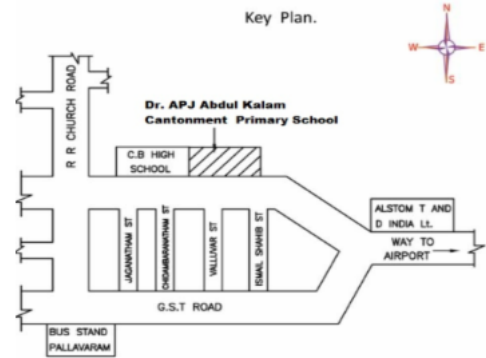 Key Plan.
N
W
E
S
R R CHURCH ROAD
Dr. APJ Abdul Kalam
Cantonment Primary School
C.B HIGH
SCHOOL
ALSTOM T AND
D INDIA Lt.
WAY TO
AIRPORT
JAGANATHAM ST
CHIDAMBARANATHAM ST
VALLUVAR ST
ISMAIL SHAHIB ST
G.S.T ROAD
BUS STAND
PALLAVARAM